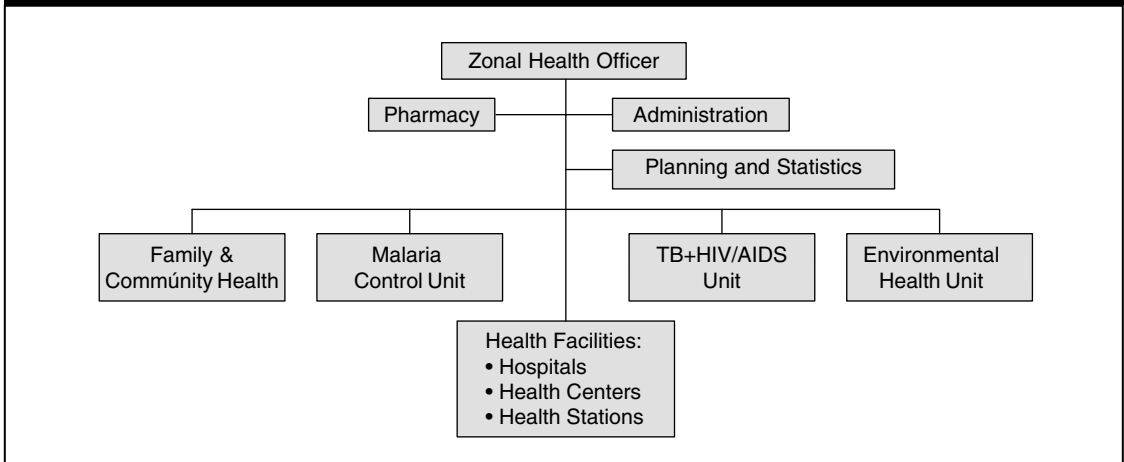 Zonal Health Officer
Pharmacy
Administration
Planning and Statistics
Family &
Commúnity Health
Malaria
Control Unit
TB+HIV/AIDS
Unit
Environmental
Health Unit
Health Facilities:
• Hospitals
• Health Centers
• Health Stations